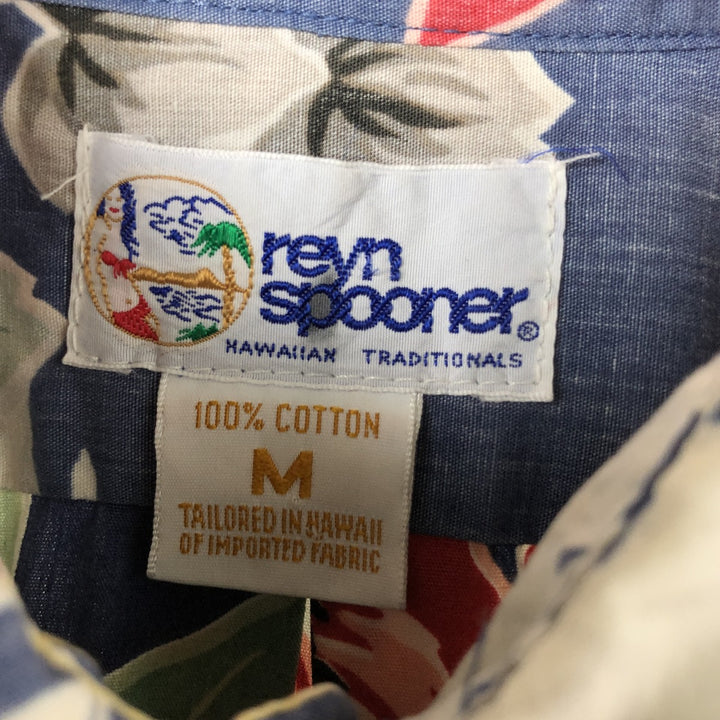 reyn
spooner®
HAWAIIAN TRADITIONALS
100% COTTON
M
TAILORED IN HAWAII
OF IMPORTED FABRIC